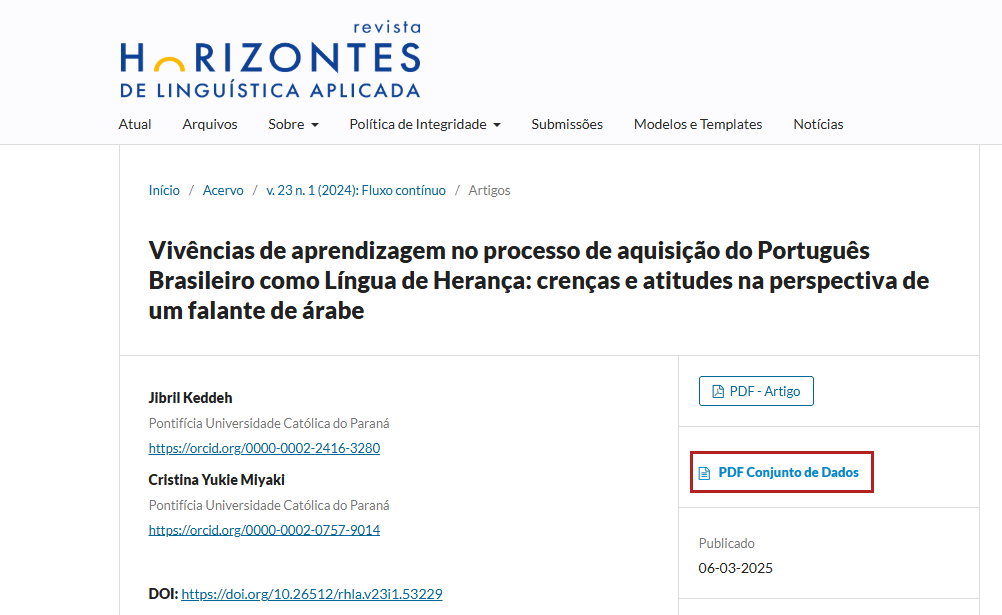 revista
HORIZONTES
DE LINGUÍSTICA APLICADA
Atual Arquivos Sobre Política de Integridade Submissões Modelos e Templates Notícias
Início / Acervo / v. 23 n. 1 (2024): Fluxo contínuo / Artigos
Vivências de aprendizagem no processo de aquisição do Português
Brasileiro como Língua de Herança: crenças e atitudes na perspectiva de
um falante de árabe
Jibril Keddeh
Pontifícia Universidade Católica do Paraná
https://orcid.org/0000-0002-2416-3280
Cristina Yukie Miyaki
Pontifícia Universidade Católica do Paraná
https://orcid.org/0000-0002-0757-9014
DOI: https://doi.org/10.26512/rhla.v23i1.53229
PDF - Artigo
PDF Conjunto de Dados
Publicado
06-03-2025